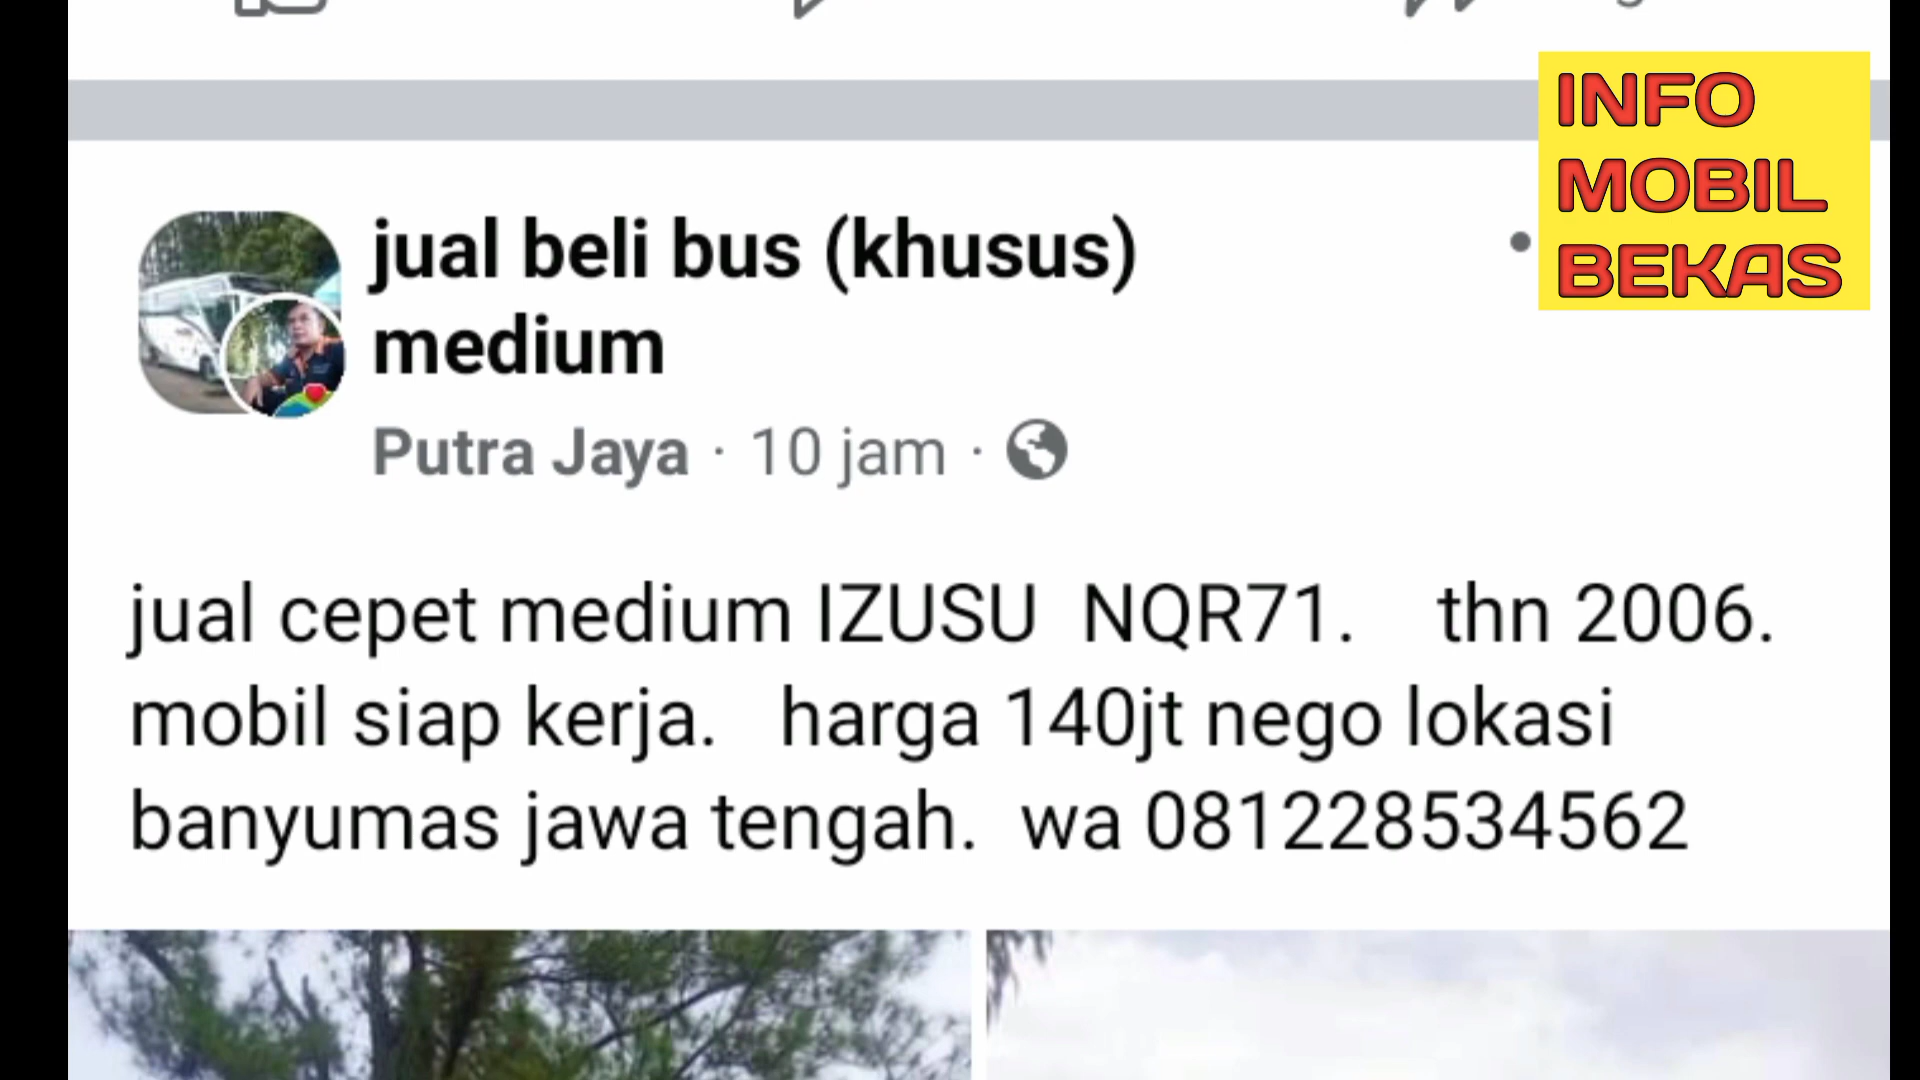 INFO
MOBIL
BEKAS
jual beli bus (khusus)
medium
Putra Jaya · 10 jam ·
jual cepet medium IZUSU NQR71. thn 2006.
mobil siap kerja. harga 140jt nego lokasi
banyumas jawa tengah. wa 081228534562